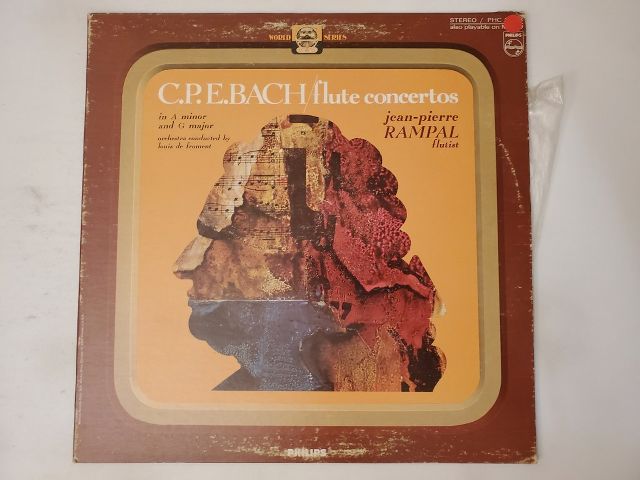 WORLD SERIES
STEREO / PHC
also playable on
PHILIPS
C.P.E.BACH/flute concertos
in A minor
and G major
orchestra conducted by
louis de froment
jean-pierre
RAMPAL
flutist
PHILIPS